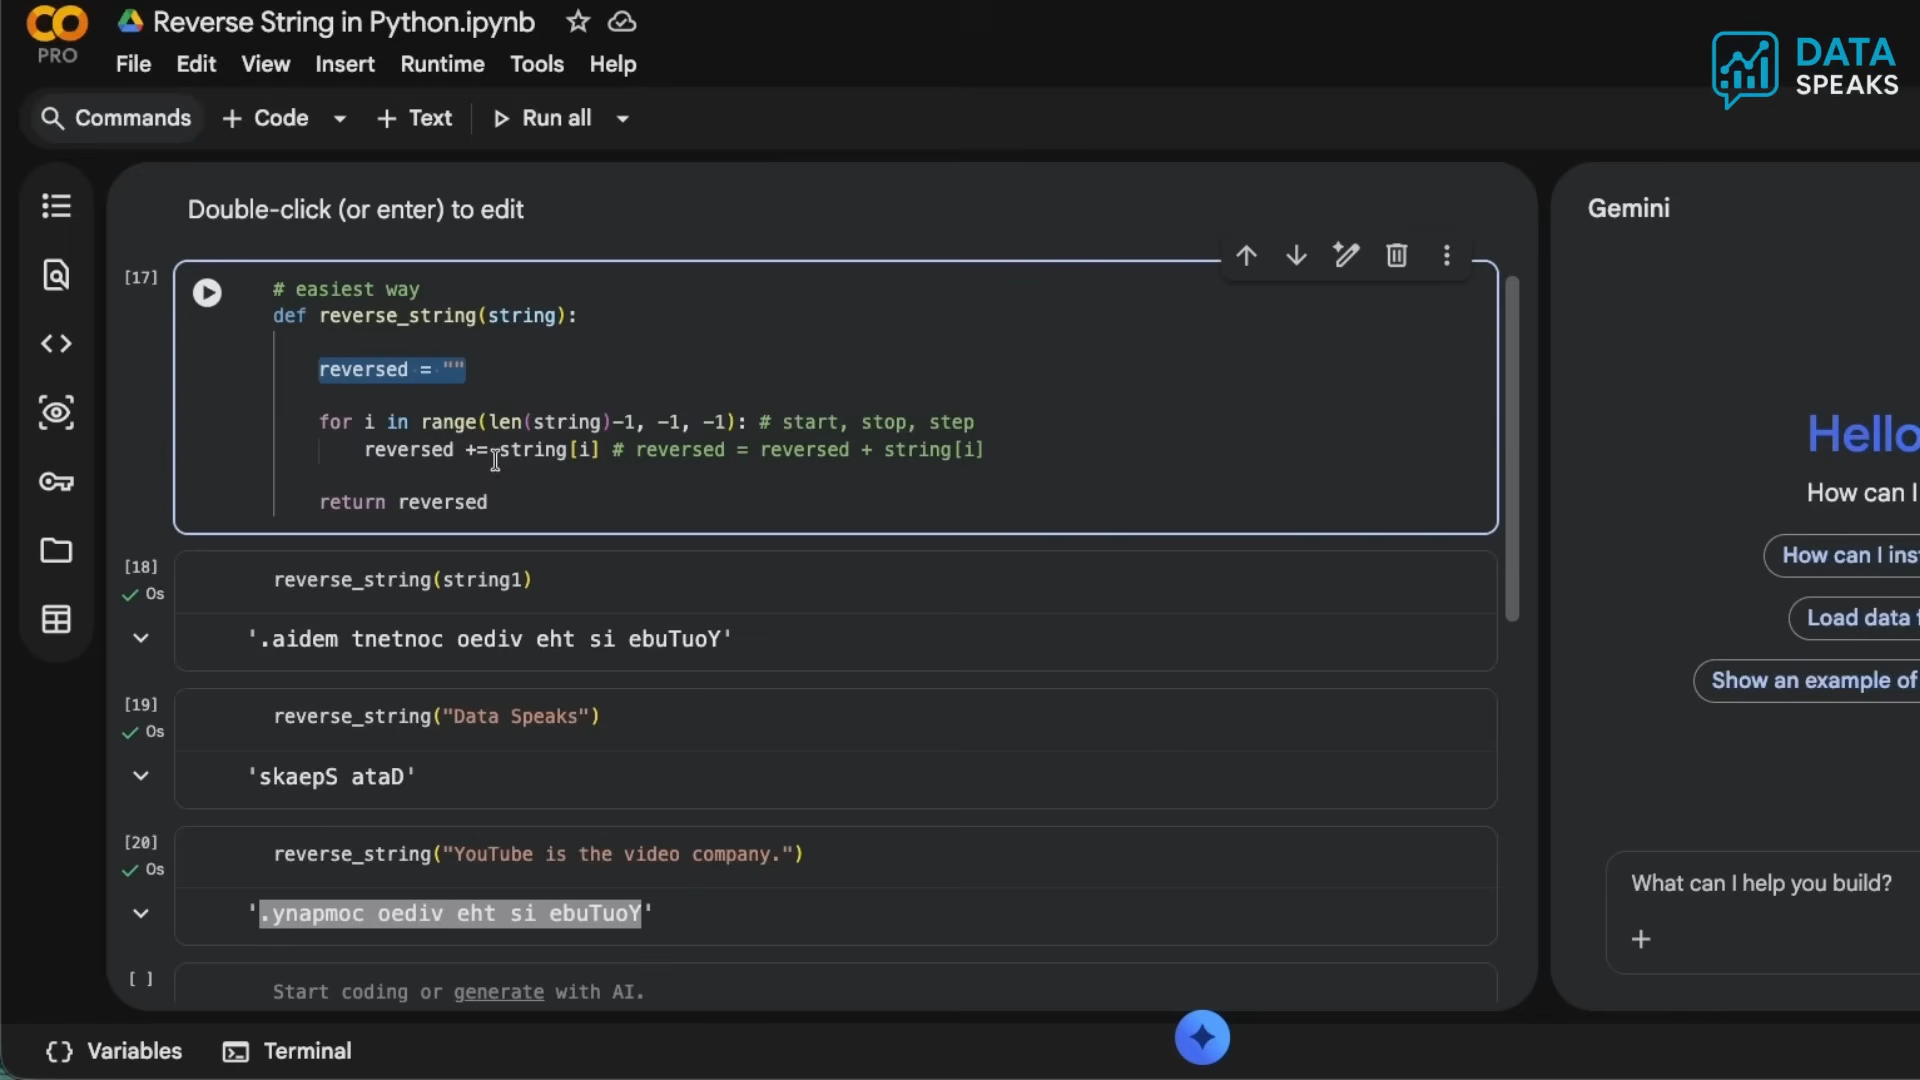 CO
PRO
Reverse String in Python.ipynb
File Edit View Insert Runtime Tools Help
DATA
SPEAKS
Commands + Code + Text Run all
Double-click (or enter) to edit
Gemini
[17]
# easiest way
def reverse_string(string):
reversed = ""
for i in range(len(string)-1, -1, -1): # start, stop, step
reversed += string[i] # reversed = reversed + string[i]
return reversed
Hello
How can I
How can I ins
Load data
Show an example of
[18]
0s
reverse_string(string1)
'.aidem tnetnoc oediv eht si ebuTuoY'
[19]
0s
reverse_string("Data Speaks")
'skaepS ataD'
[20]
0s
reverse_string("YouTube is the video company.")
'.ynapmoc oediv eht si ebuTuoY'
[ ]
Start coding or generate with AI.
What can I help you build?
+
{} Variables Terminal